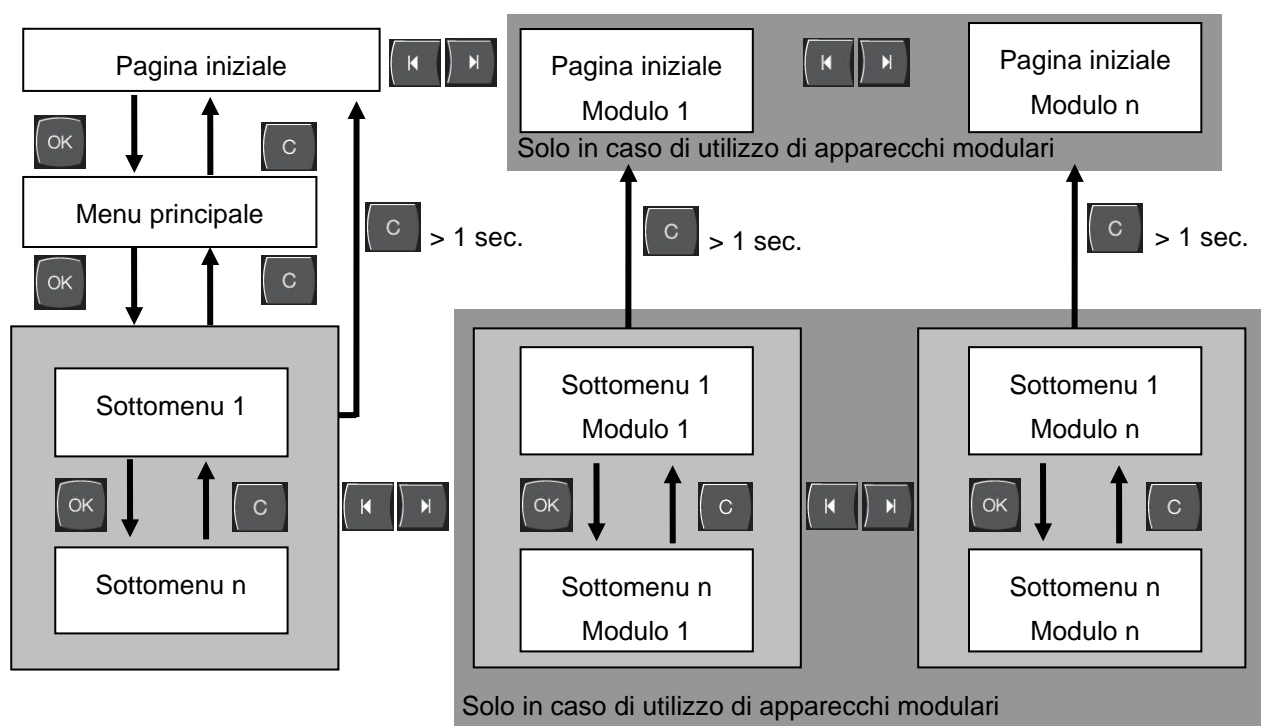 Pagina iniziale
Pagina iniziale
Modulo 1
Pagina iniziale
Modulo n
Solo in caso di utilizzo di apparecchi modulari
OK
C
Menu principale
C
> 1 sec.
C
> 1 sec.
C
> 1 sec.
OK
C
Sottomenu 1
Sottomenu 1
Modulo 1
Sottomenu 1
Modulo n
OK
C
OK
C
OK
C
Sottomenu n
Sottomenu n
Modulo 1
Sottomenu n
Modulo n
Solo in caso di utilizzo di apparecchi modulari